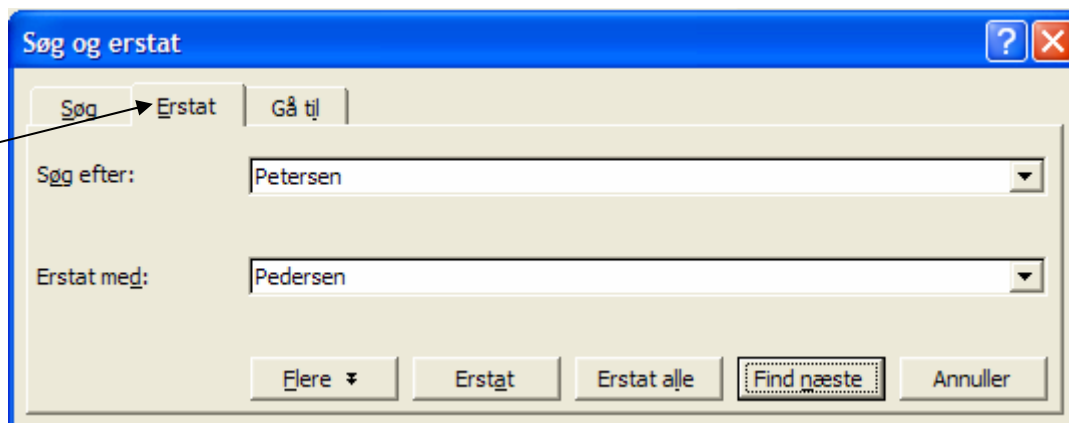 Søg og erstat
Søg Erstat Gå til
Søg efter: Petersen
Erstat med: Pedersen
Flere Erstat Erstat alle Find næste Annuller